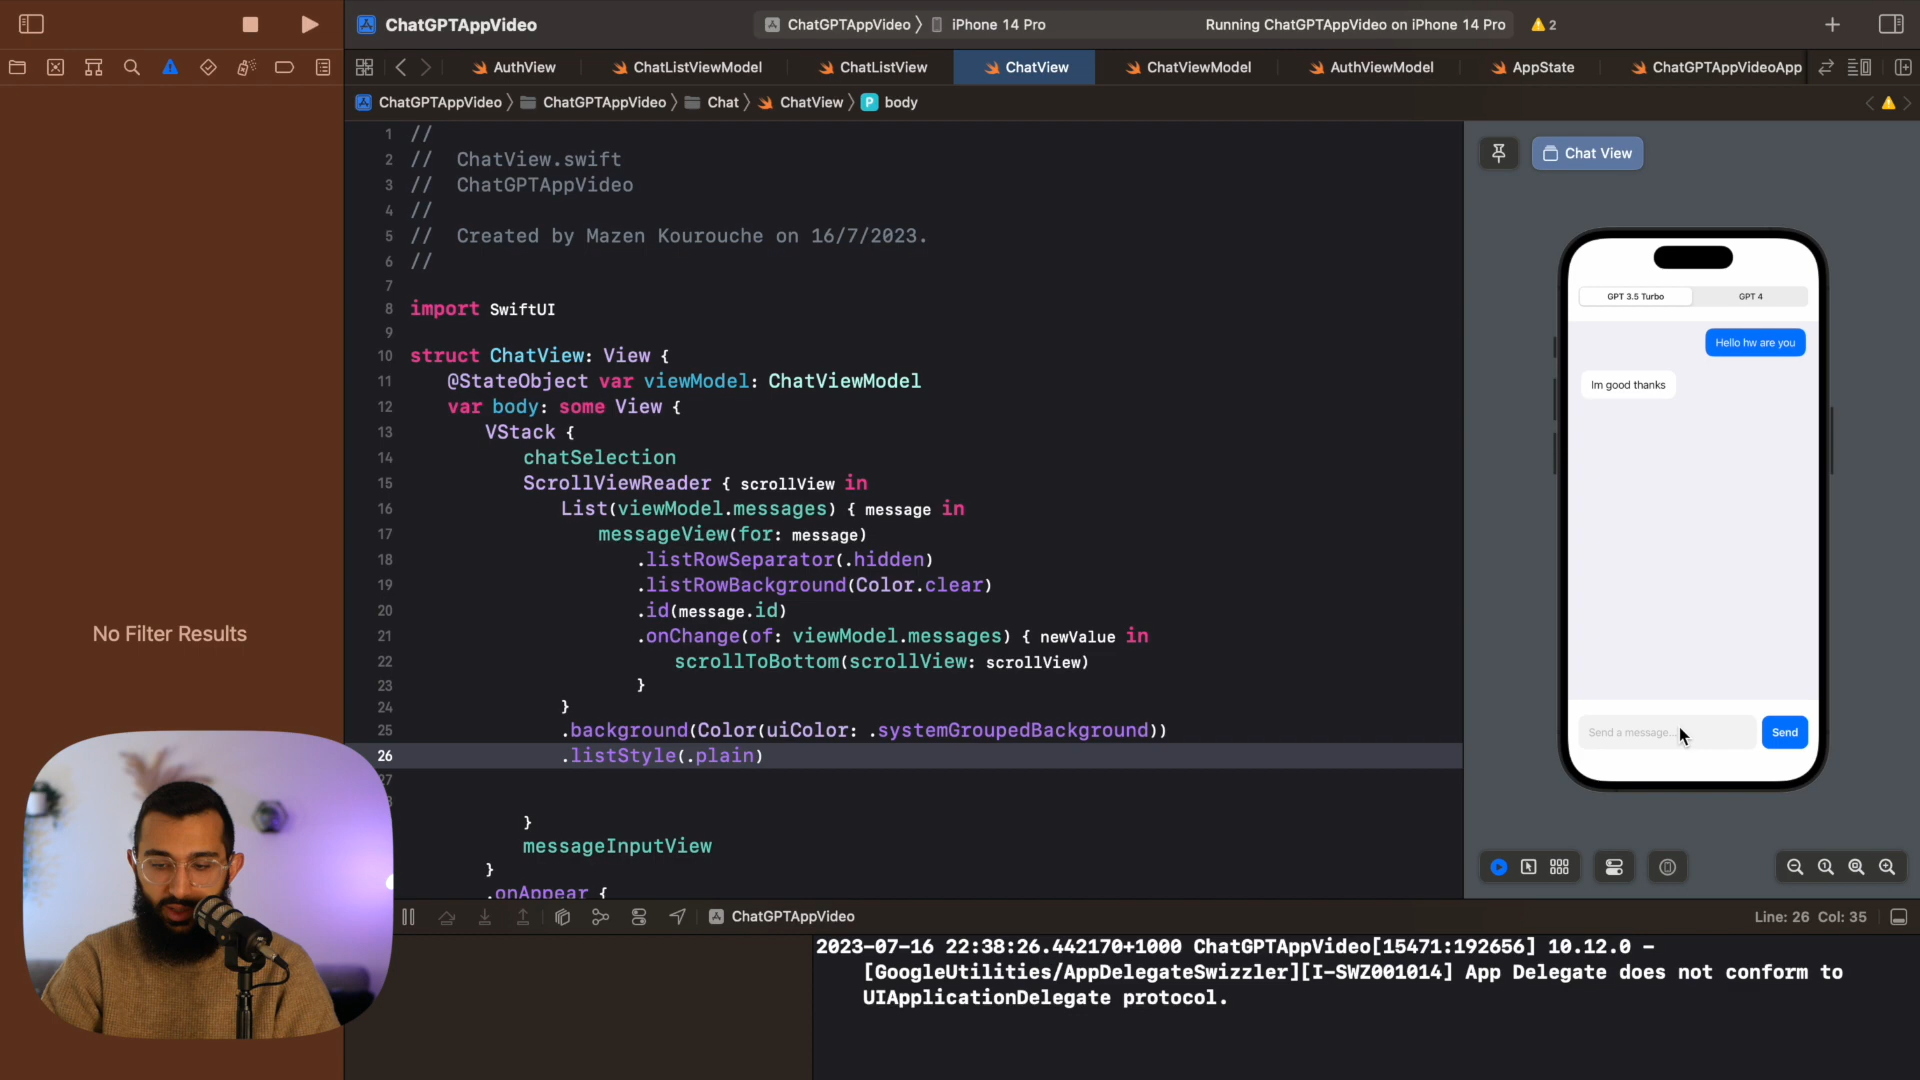 ChatGPTAppVideo
ChatGPTAppVideo 〉 iPhone 14 Pro
Running ChatGPTAppVideo on iPhone 14 Pro
2
AuthView
ChatListViewModel
ChatListView
ChatView
ChatViewModel
AuthViewModel
AppState
ChatGPTAppVideoApp
ChatGPTAppVideo 〉 ChatGPTAppVideo 〉 Chat 〉 ChatView 〉 P body
No Filter Results
1 //
2 //  ChatView.swift
3 //  ChatGPTAppVideo
4 //
5 //  Created by Mazen Kourouche on 16/7/2023.
6 //
7
8 import SwiftUI
9
10 struct ChatView: View {
11     @StateObject var viewModel: ChatViewModel
12     var body: some View {
13         VStack {
14             chatSelection
15             ScrollViewReader { scrollView in
16                 List(viewModel.messages) { message in
17                     messageView(for: message)
18                         .listRowSeparator(.hidden)
19                         .listRowBackground(Color.clear)
20                         .id(message.id)
21                         .onChange(of: viewModel.messages) { newValue in
22                             scrollToBottom(scrollView: scrollView)
23                         }
24                 }
25                 .background(Color(uiColor: .systemGroupedBackground))
26                 .listStyle(.plain)
27
}
messageInputView
}
.onAppear {
Chat View
GPT 3.5 Turbo
GPT 4
Hello hw are you
Im good thanks
Send a message...
Send
ChatGPTAppVideo
Line: 26 Col: 35
2023-07-16 22:38:26.442170+1000 ChatGPTAppVideo[15471:192656] 10.12.0 -
[GoogleUtilities/AppDelegateSwizzler][I-SWZ001014] App Delegate does not conform to
UIApplicationDelegate protocol.